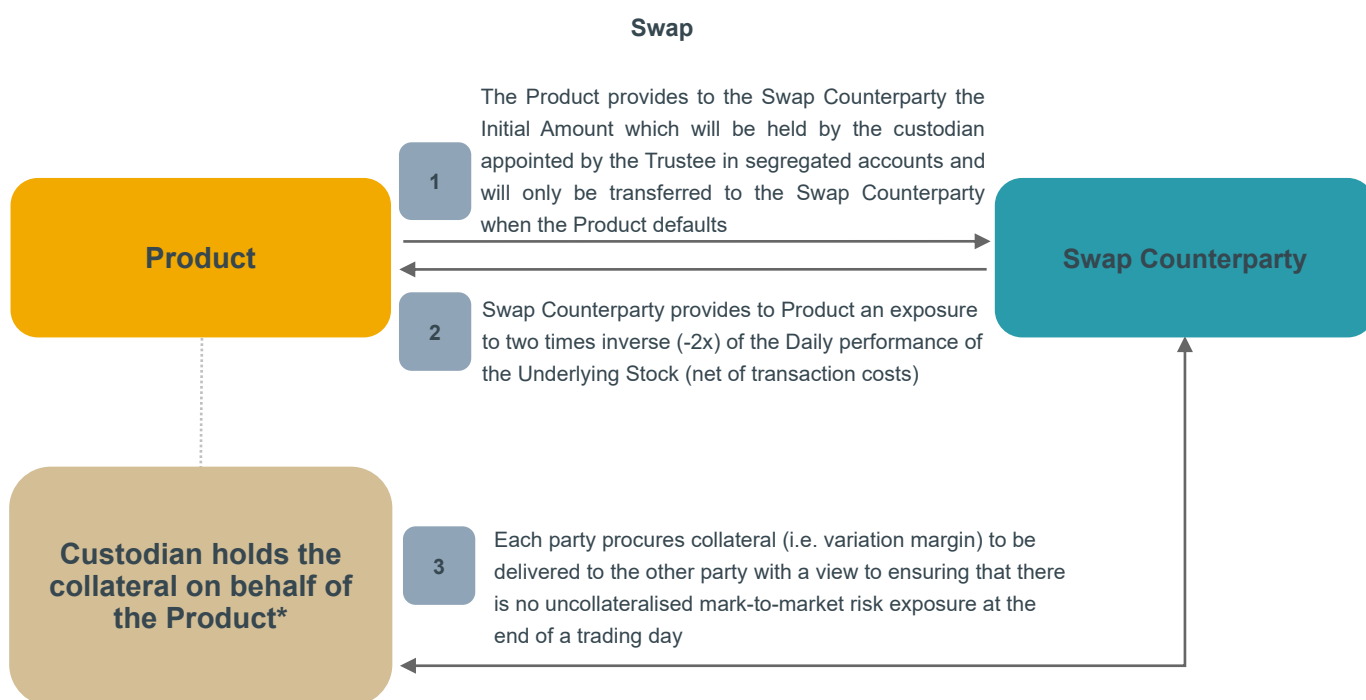 Swap
The Product provides to the Swap Counterparty the
Initial Amount which will be held by the custodian
appointed by the Trustee in segregated accounts and
will only be transferred to the Swap Counterparty
when the Product defaults
1
Product
Swap Counterparty
2
Swap Counterparty provides to Product an exposure
to two times inverse (-2x) of the Daily performance of
the Underlying Stock (net of transaction costs)
Custodian holds the
collateral on behalf of
the Product*
3
Each party procures collateral (i.e. variation margin) to be
delivered to the other party with a view to ensuring that there
is no uncollateralised mark-to-market risk exposure at the
end of a trading day